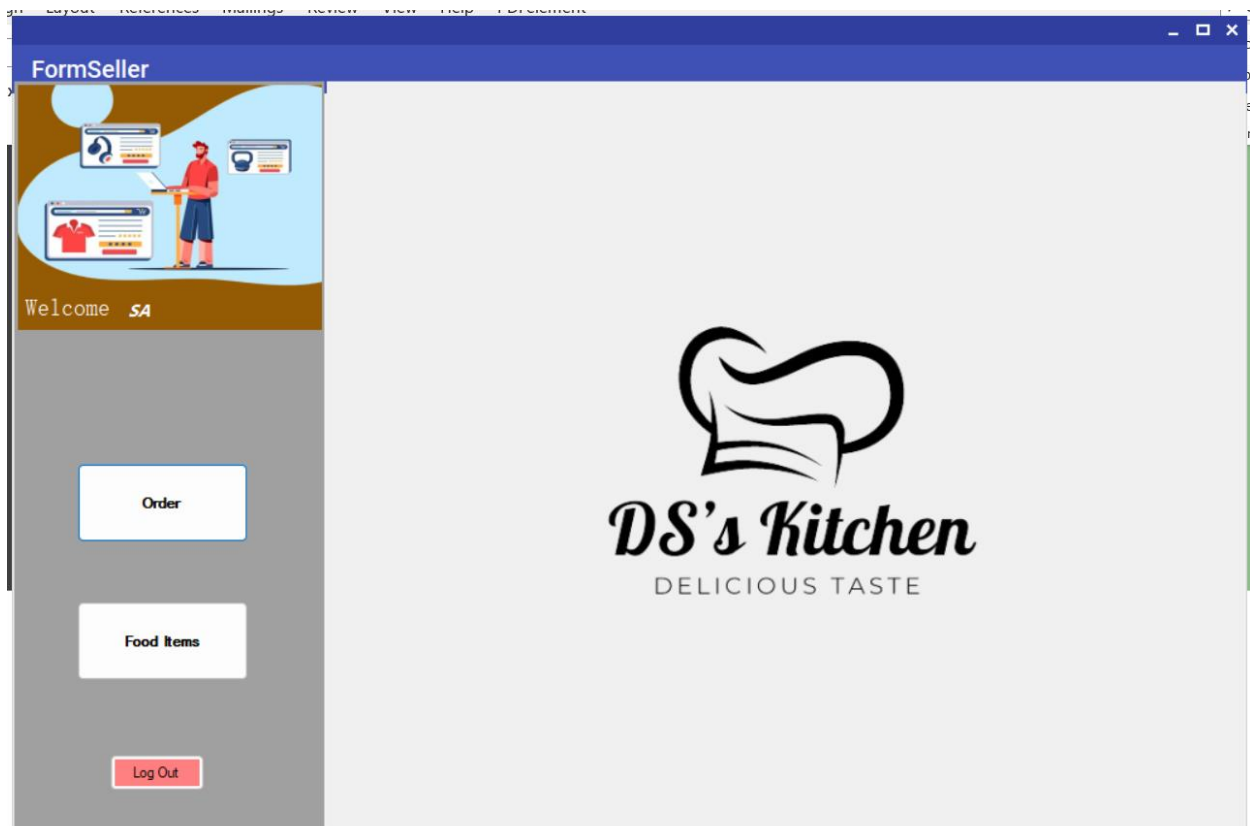 FormSeller
Welcome SA
Order
Food Items
Log Out
DS's Kitchen
DELICIOUS TASTE